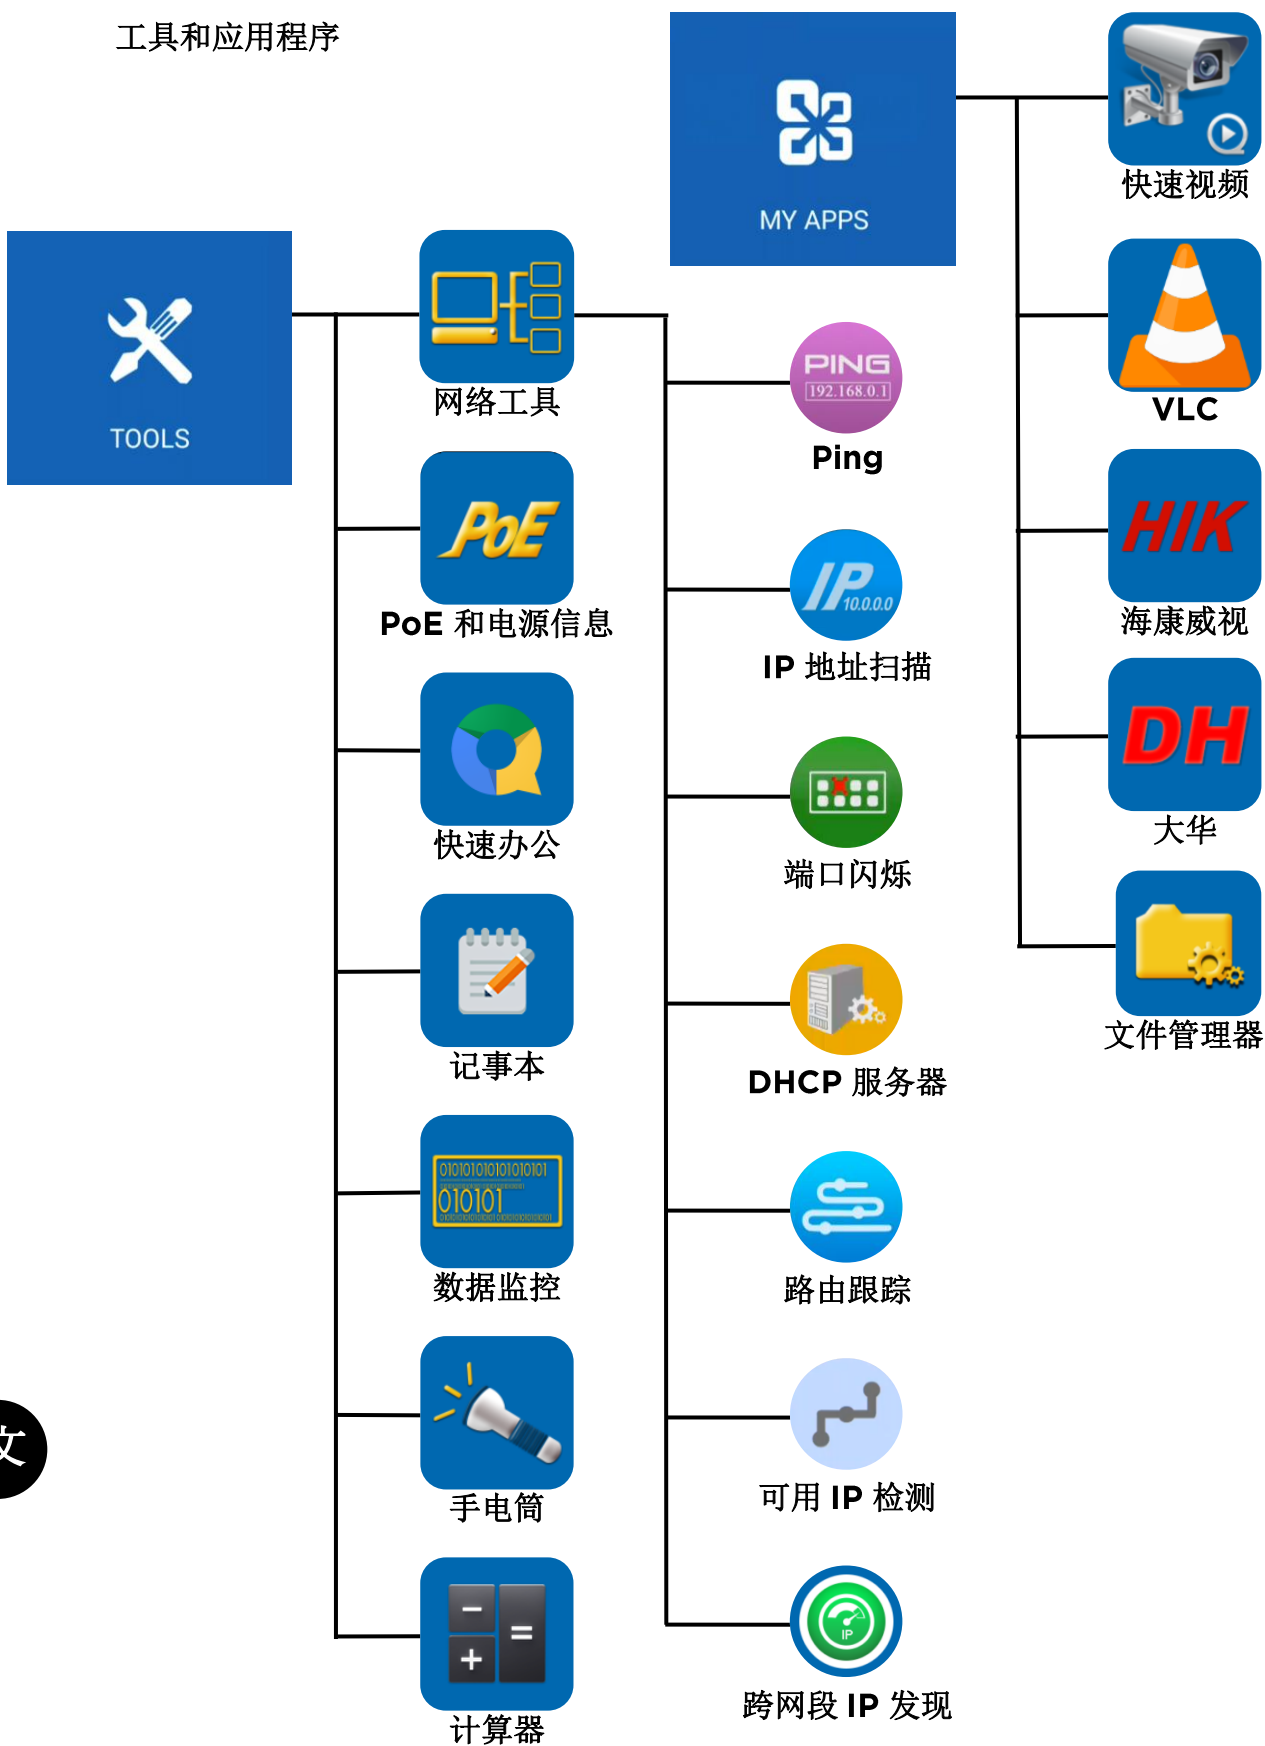 工具和应用程序
TOOLS
网络工具
PoE
PoE 和电源信息
快速办公
记事本
010101010101010101
010101
数据监控
手电筒
计算器
PING
192.168.0.1
Ping
IP
10.0.0.0
IP 地址扫描
端口闪烁
DHCP 服务器
路由跟踪
可用 IP 检测
IP
跨网段 IP 发现
MY APPS
快速视频
VLC
HIK
海康威视
DH
大华
文件管理器
文